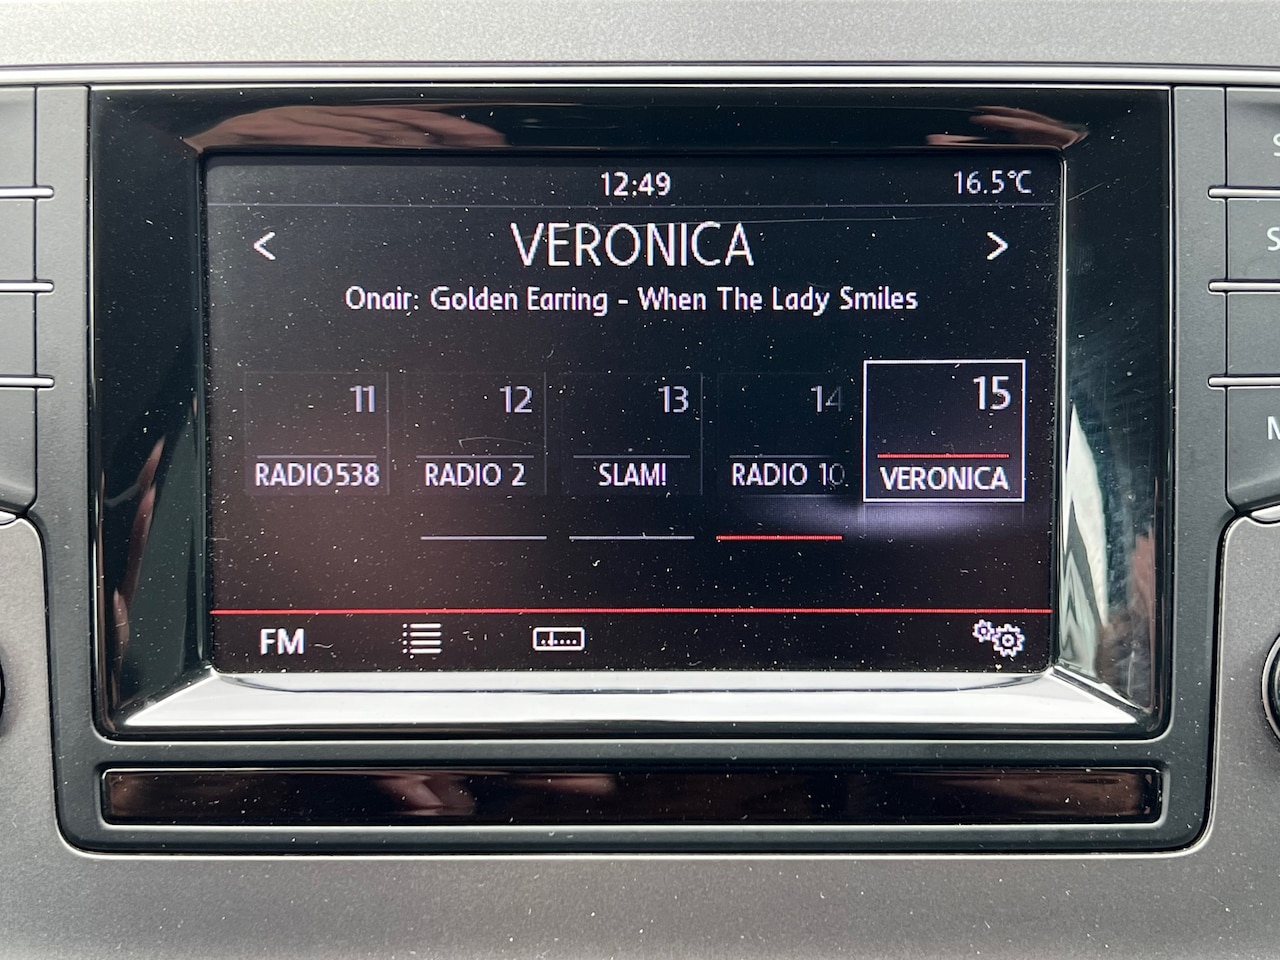 12:49 16.5°C
< VERONICA >
Onair: Golden Earring - When The Lady Smiles
11 12 13 14 15
RADIO538 RADIO 2 SLAM! RADIO 10 VERONICA
FM